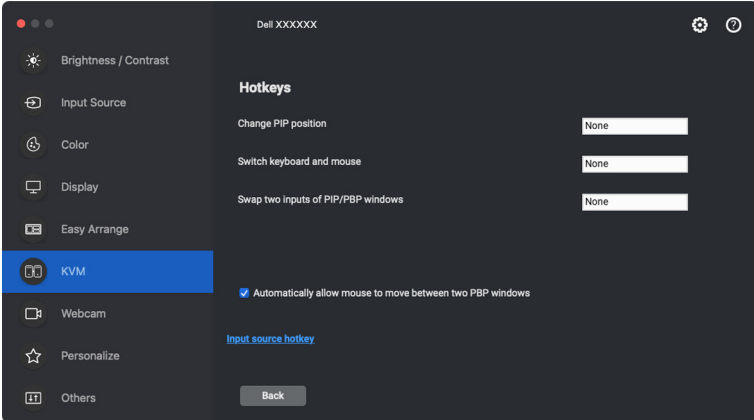 Dell XXXXXX
Brightness / Contrast
Input Source
Color
Display
Easy Arrange
KVM
Webcam
Personalize
Others
Hotkeys
Change PIP position
None
Switch keyboard and mouse
None
Swap two inputs of PIP/PBP windows
None
Automatically allow mouse to move between two PBP windows
Input source hotkey
Back